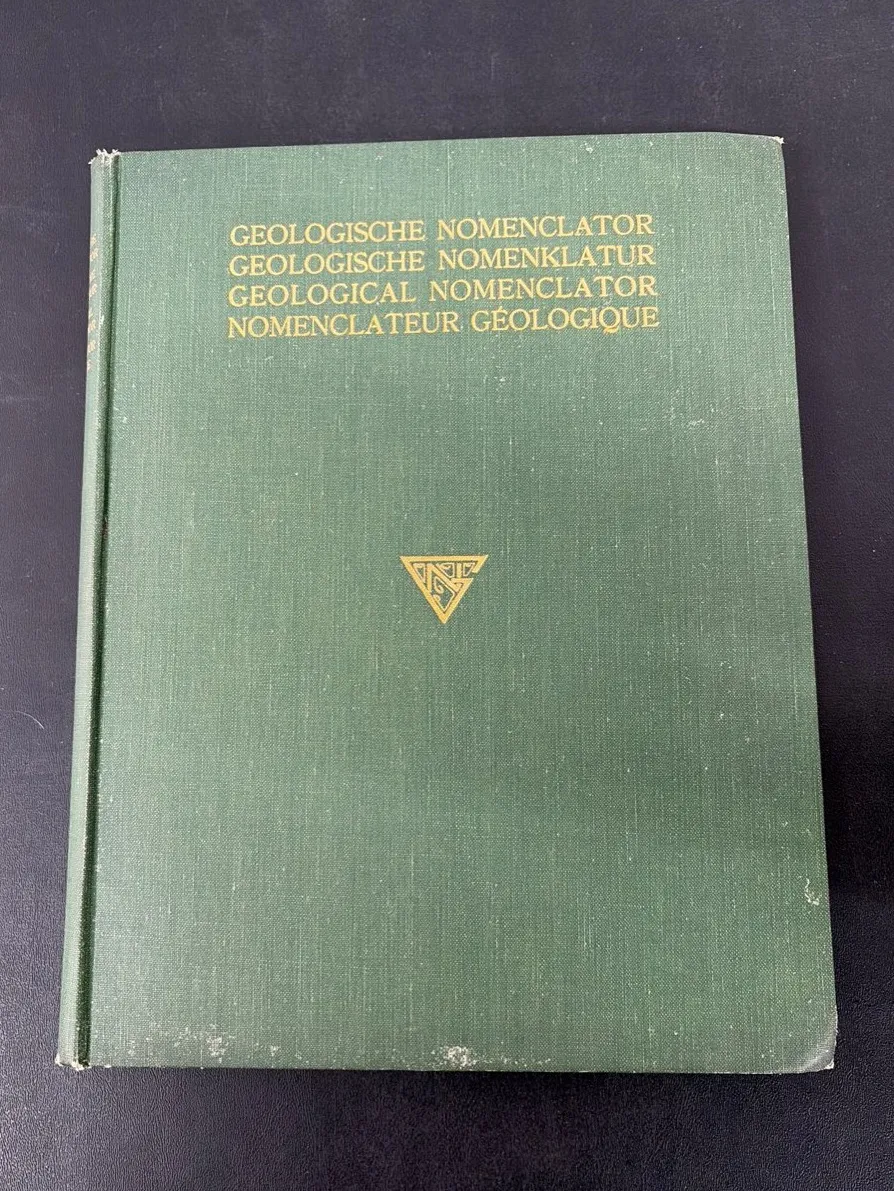 GEOLOGISCHE NOMENCLATOR
GEOLOGISCHE NOMENKLATUR
GEOLOGICAL NOMENCLATOR
NOMENCLATEUR GÉOLOGIQUE